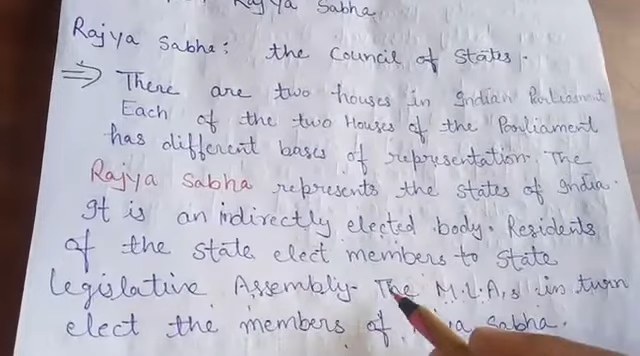 Rajya Sabha
Rajya Sabha: the Council of States.
⇒ There are two houses in Indian Parliament
Each of the two Houses of the Parliament
has different bases of representation. The
Rajya Sabha represents the states of India.
It is an indirectly elected body. Residents
of the state elect members to State
legislative Assembly. The M.L.A,s in turn
elect the members of Sabha.